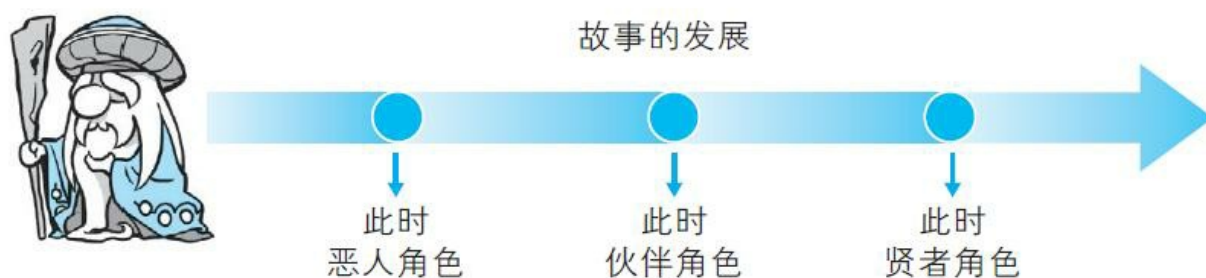 故事的发展
此时
恶人角色
此时
伙伴角色
此时
贤者角色